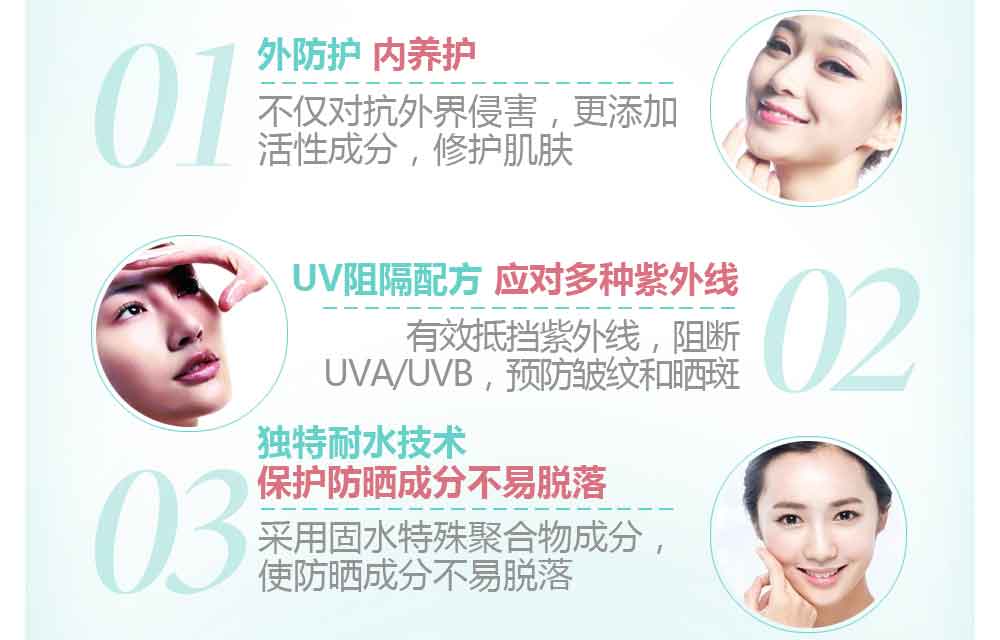 01
外防护 内养护
不仅对抗外界侵害，更添加
活性成分，修护肌肤
UV阻隔配方 应对多种紫外线
02
有效抵挡紫外线，阻断
UVA/UVB，预防皱纹和晒斑
03
独特耐水技术
保护防晒成分不易脱落
采用固水特殊聚合物成分，
使防晒成分不易脱落